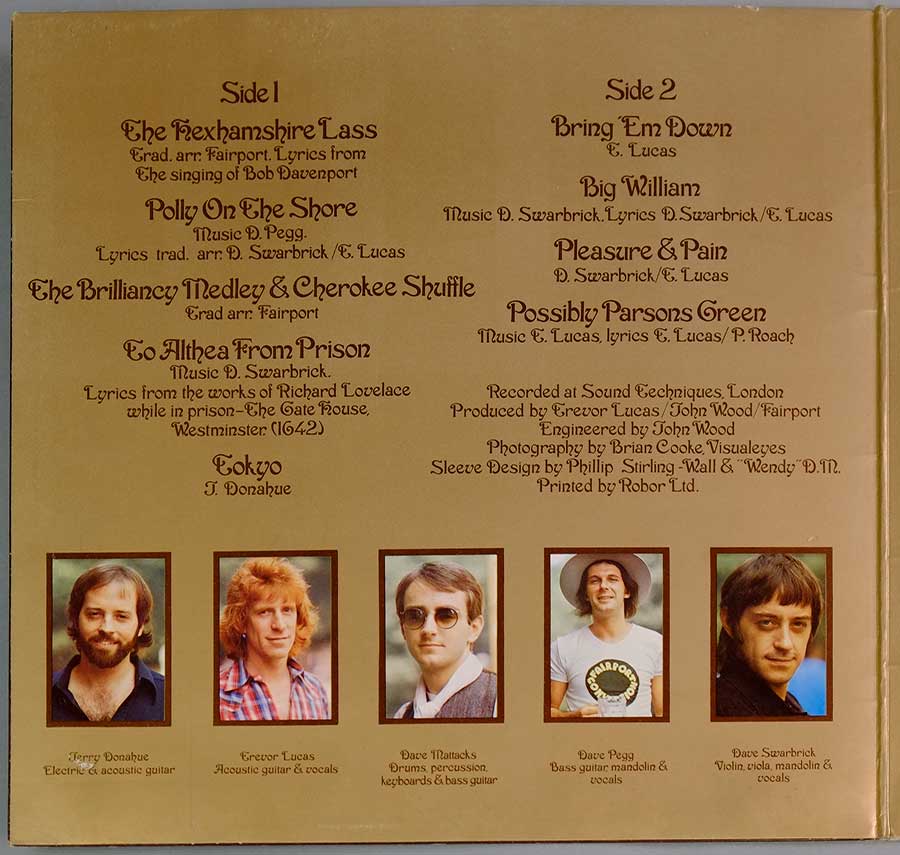 Side 1
The Hexhamshire Lass
Trad. arr. Fairport. Lyrics from
The singing of Bob Davenport
Polly On The Shore
Music D. Pegg.
Lyrics trad. arr. D. Swarbrick/T. Lucas
The Brilliancy Medley & Cherokee Shuffle
Trad arr. Fairport
To Althea From Prison
Music D. Swarbrick.
Lyrics from the works of Richard Lovelace
while in prison-The Gate House,
Westminster. (1642)
Tokyo
J. Donahue
Side 2
Bring 'Em Down
T. Lucas
Big William
Music D. Swarbrick. Lyrics D. Swarbrick/T. Lucas
Pleasure & Pain
D. Swarbrick/T. Lucas
Possibly Parsons Green
Music T. Lucas, lyrics T. Lucas/ P. Roach
Recorded at Sound Techniques, London
Produced by Trevor Lucas/John Wood/Fairport
Engineered by John Wood
Photography by Brian Cooke, Visualeyes
Sleeve Design by Phillip Stirling-Wall & "Wendy" D.M.
Printed by Robor Ltd.
FAIRPORT
Jerry Donahue
Electric & acoustic guitar
Trevor Lucas
Acoustic guitar & vocals
Dave Mattacks
Drums, percussion,
keyboards & bass guitar
Dave Pegg
Bass guitar, mandolin &
vocals
Dave Swarbrick
Violin, viola, mandolin &
vocals